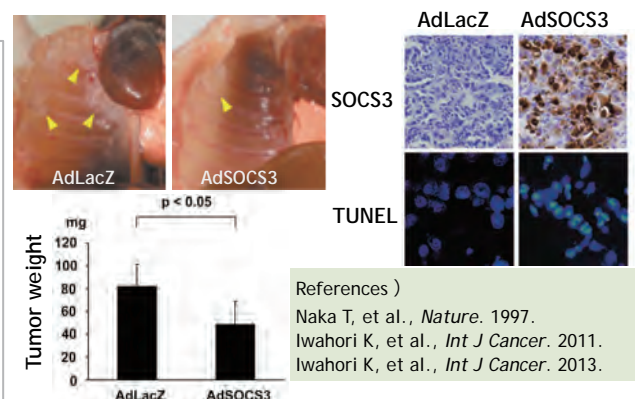 AdLacZ
AdSOCS3
AdLacZ AdSOCS3
SOCS3
TUNEL
p < 0.05
mg
120
100
80
60
40
20
0
Tumor weight
AdLacZ AdSOCS3
References )
Naka T, et al., Nature. 1997.
Iwahori K, et al., Int J Cancer. 2011.
Iwahori K, et al., Int J Cancer. 2013.